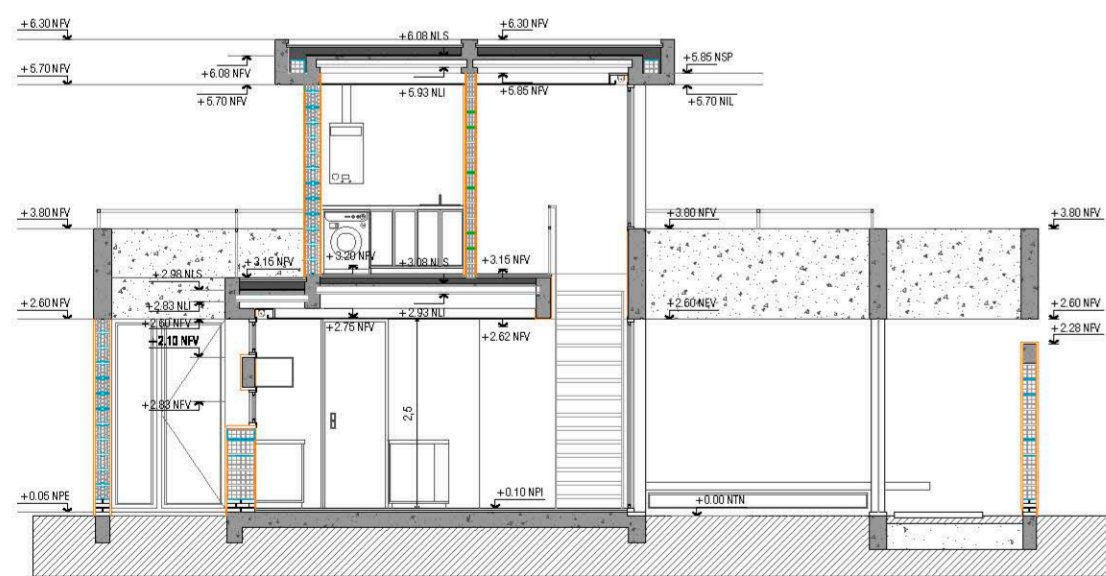 +6.30 NFV
+6.30 NFV
+6.08 NLS
+5.85 NSP
+5.70 NFV
+6.08 NFV
+5.93 NLI
+5.85 NFV
+5.70 NFV
+5.70 NIL
+3.80 NFV
+3.80 NFV
+3.80 NFV
+3.15 NFV
+3.20 NFV
+3.08 NLS
+3.15 NFV
+2.98 NLS
+2.60 NFV
+2.83 NLI
+2.93 NLI
+2.60 NFV
+2.60 NFV
+2.60 NFV
+2.75 NFV
+2.62 NFV
+2.28 NFV
+2.10 NFV
+2.83 NFV
2,5
+0.05 NPE
+0.10 NPI
+0.00 NTN